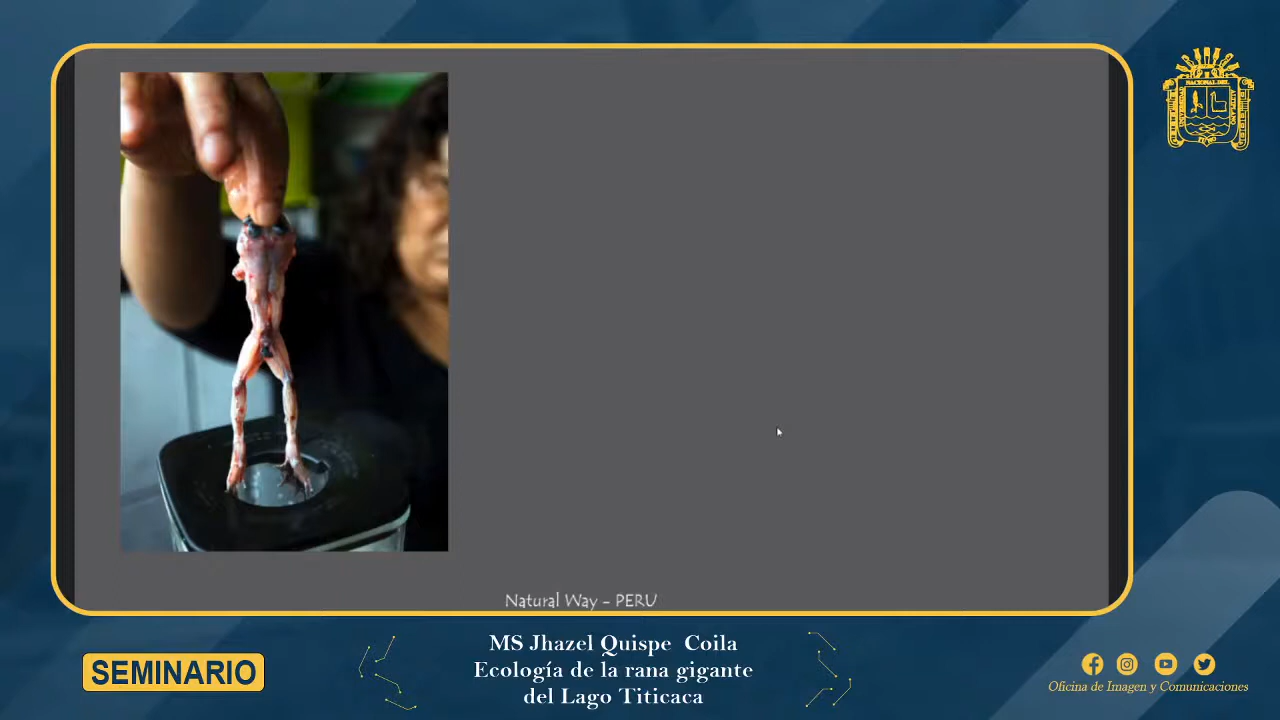 Natural Way - PERU
SEMINARIO
MS Jhazel Quispe Coila
Ecología de la rana gigante
del Lago Titicaca
Oficina de Imagen y Comunicaciones